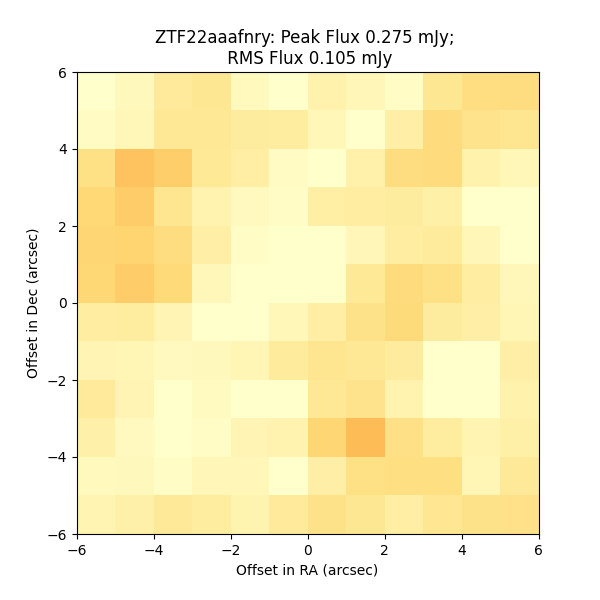 ZTF22aaafnry: Peak Flux 0.275 mJy;
RMS Flux 0.105 mJy
6
4
2
0
−2
−4
−6
Offset in Dec (arcsec)
−6 −4 −2 0 2 4 6
Offset in RA (arcsec)